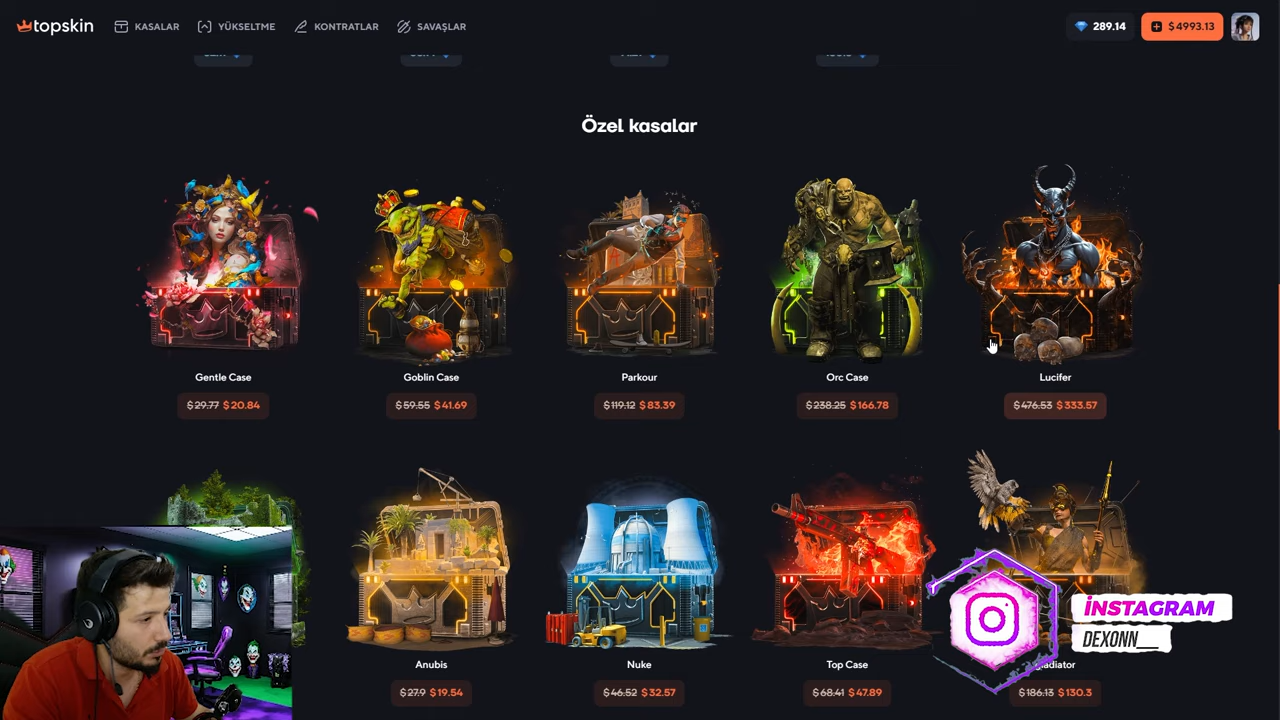 topskin
KASALAR
YÜKSELTME
KONTRATLAR
SAVAŞLAR
289.14
$4993.13
Özel kasalar
Gentle Case
Goblin Case
Parkour
Orc Case
Lucifer
$29.77 $20.84
$59.55 $41.69
$119.12 $83.39
$238.25 $166.78
$476.53 $333.57
İNSTAGRAM
DEXONN__
Anubis
Nuke
Top Case
$27.9 $19.54
$46.52 $32.57
$68.41 $47.89
$186.13 $130.3